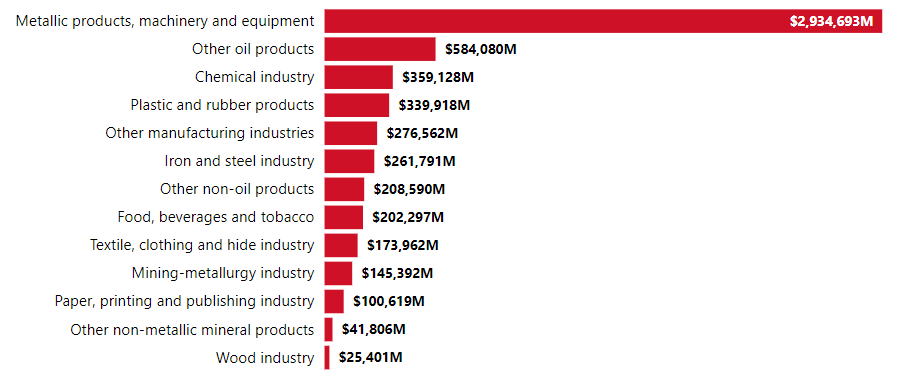 Metallic products, machinery and equipment $2,934,693M
Other oil products $584,080M
Chemical industry $359,128M
Plastic and rubber products $339,918M
Other manufacturing industries $276,562M
Iron and steel industry $261,791M
Other non-oil products $208,590M
Food, beverages and tobacco $202,297M
Textile, clothing and hide industry $173,962M
Mining-metallurgy industry $145,392M
Paper, printing and publishing industry $100,619M
Other non-metallic mineral products $41,806M
Wood industry $25,401M